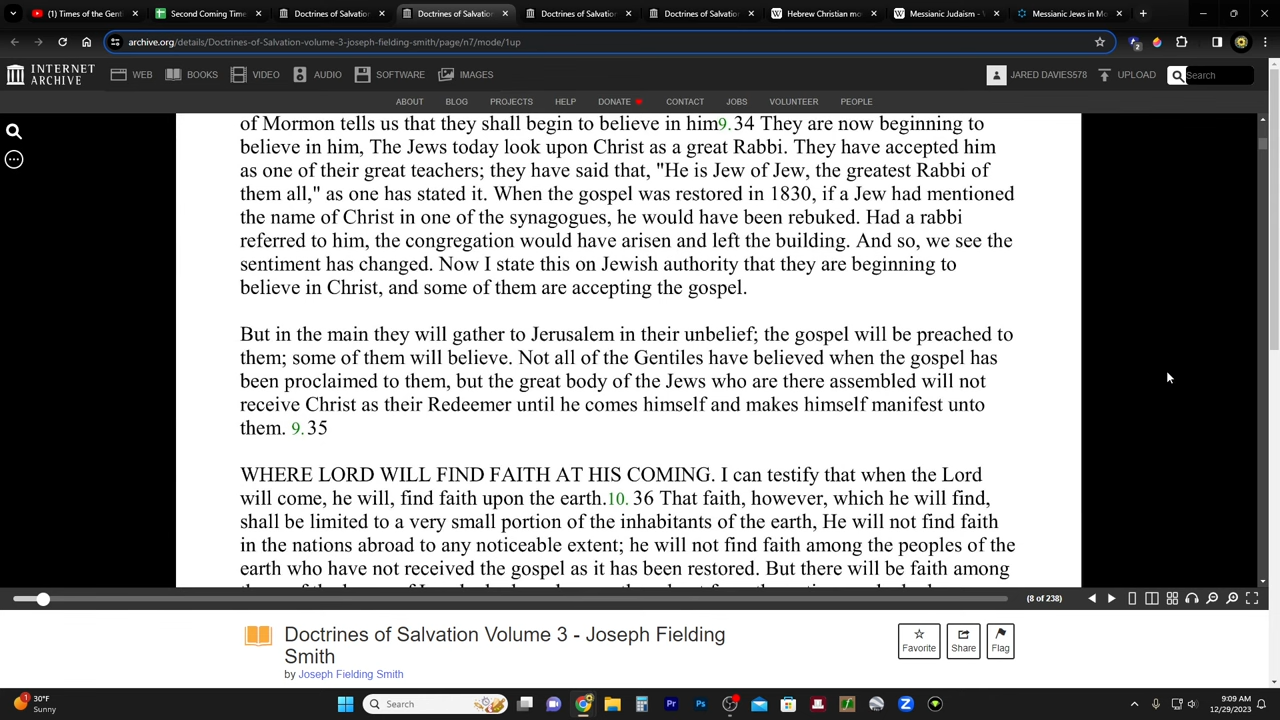 (1) Times of the Genti
Second Coming Time
Doctrines of Salvation
Doctrines of Salvation
Doctrines of Salvation
Doctrines of Salvation
Hebrew Christian mo
Messianic Judaism - W
Messianic Jews in Mo
archive.org/details/Doctrines-of-Salvation-volume-3-joseph-fielding-smith/page/n7/mode/1up
INTERNET ARCHIVE
WEB BOOKS VIDEO AUDIO SOFTWARE IMAGES
JARED DAVIES578 UPLOAD Search
ABOUT BLOG PROJECTS HELP DONATE CONTACT JOBS VOLUNTEER PEOPLE
of Mormon tells us that they shall begin to believe in him9.34 They are now beginning to
believe in him, The Jews today look upon Christ as a great Rabbi. They have accepted him
as one of their great teachers; they have said that, "He is Jew of Jew, the greatest Rabbi of
them all," as one has stated it. When the gospel was restored in 1830, if a Jew had mentioned
the name of Christ in one of the synagogues, he would have been rebuked. Had a rabbi
referred to him, the congregation would have arisen and left the building. And so, we see the
sentiment has changed. Now I state this on Jewish authority that they are beginning to
believe in Christ, and some of them are accepting the gospel.
But in the main they will gather to Jerusalem in their unbelief; the gospel will be preached to
them; some of them will believe. Not all of the Gentiles have believed when the gospel has
been proclaimed to them, but the great body of the Jews who are there assembled will not
receive Christ as their Redeemer until he comes himself and makes himself manifest unto
them. 9.35
WHERE LORD WILL FIND FAITH AT HIS COMING. I can testify that when the Lord
will come, he will, find faith upon the earth.10. 36 That faith, however, which he will find,
shall be limited to a very small portion of the inhabitants of the earth, He will not find faith
in the nations abroad to any noticeable extent; he will not find faith among the peoples of the
earth who have not received the gospel as it has been restored. But there will be faith among
(8 of 238)
Doctrines of Salvation Volume 3 - Joseph Fielding
Smith
by Joseph Fielding Smith
Favorite Share Flag
30°F
Sunny
Search
9:09 AM
12/29/2023